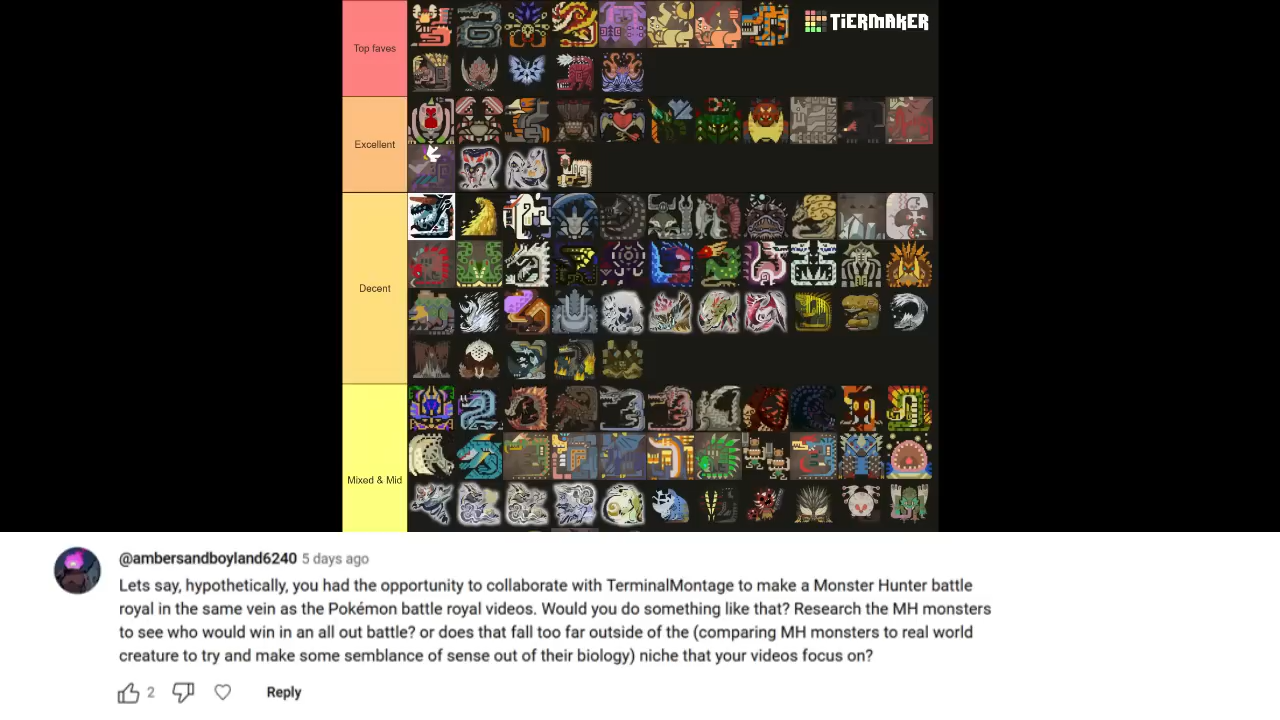 TIERMAKER
Top faves
Excellent
Decent
Mixed & Mid
@ambersandboyland6240 5 days ago
Lets say, hypothetically, you had the opportunity to collaborate with TerminalMontage to make a Monster Hunter battle
royal in the same vein as the Pokémon battle royal videos. Would you do something like that? Research the MH monsters
to see who would win in an all out battle? or does that fall too far outside of the (comparing MH monsters to real world
creature to try and make some semblance of sense out of their biology) niche that your videos focus on?
2 Reply